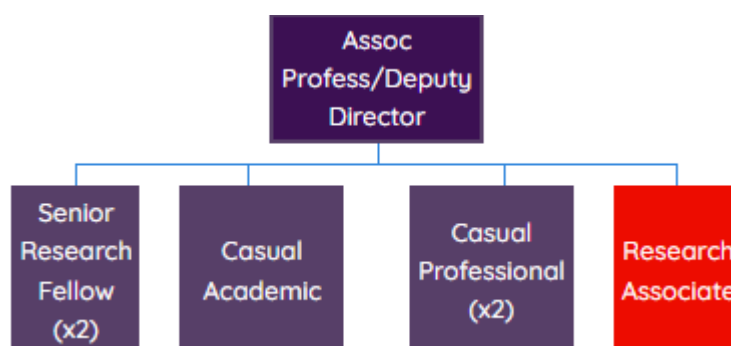 Assoc
Profess/Deputy
Director
Senior
Research
Fellow
(x2)
Casual
Academic
Casual
Professional
(x2)
Research
Associate